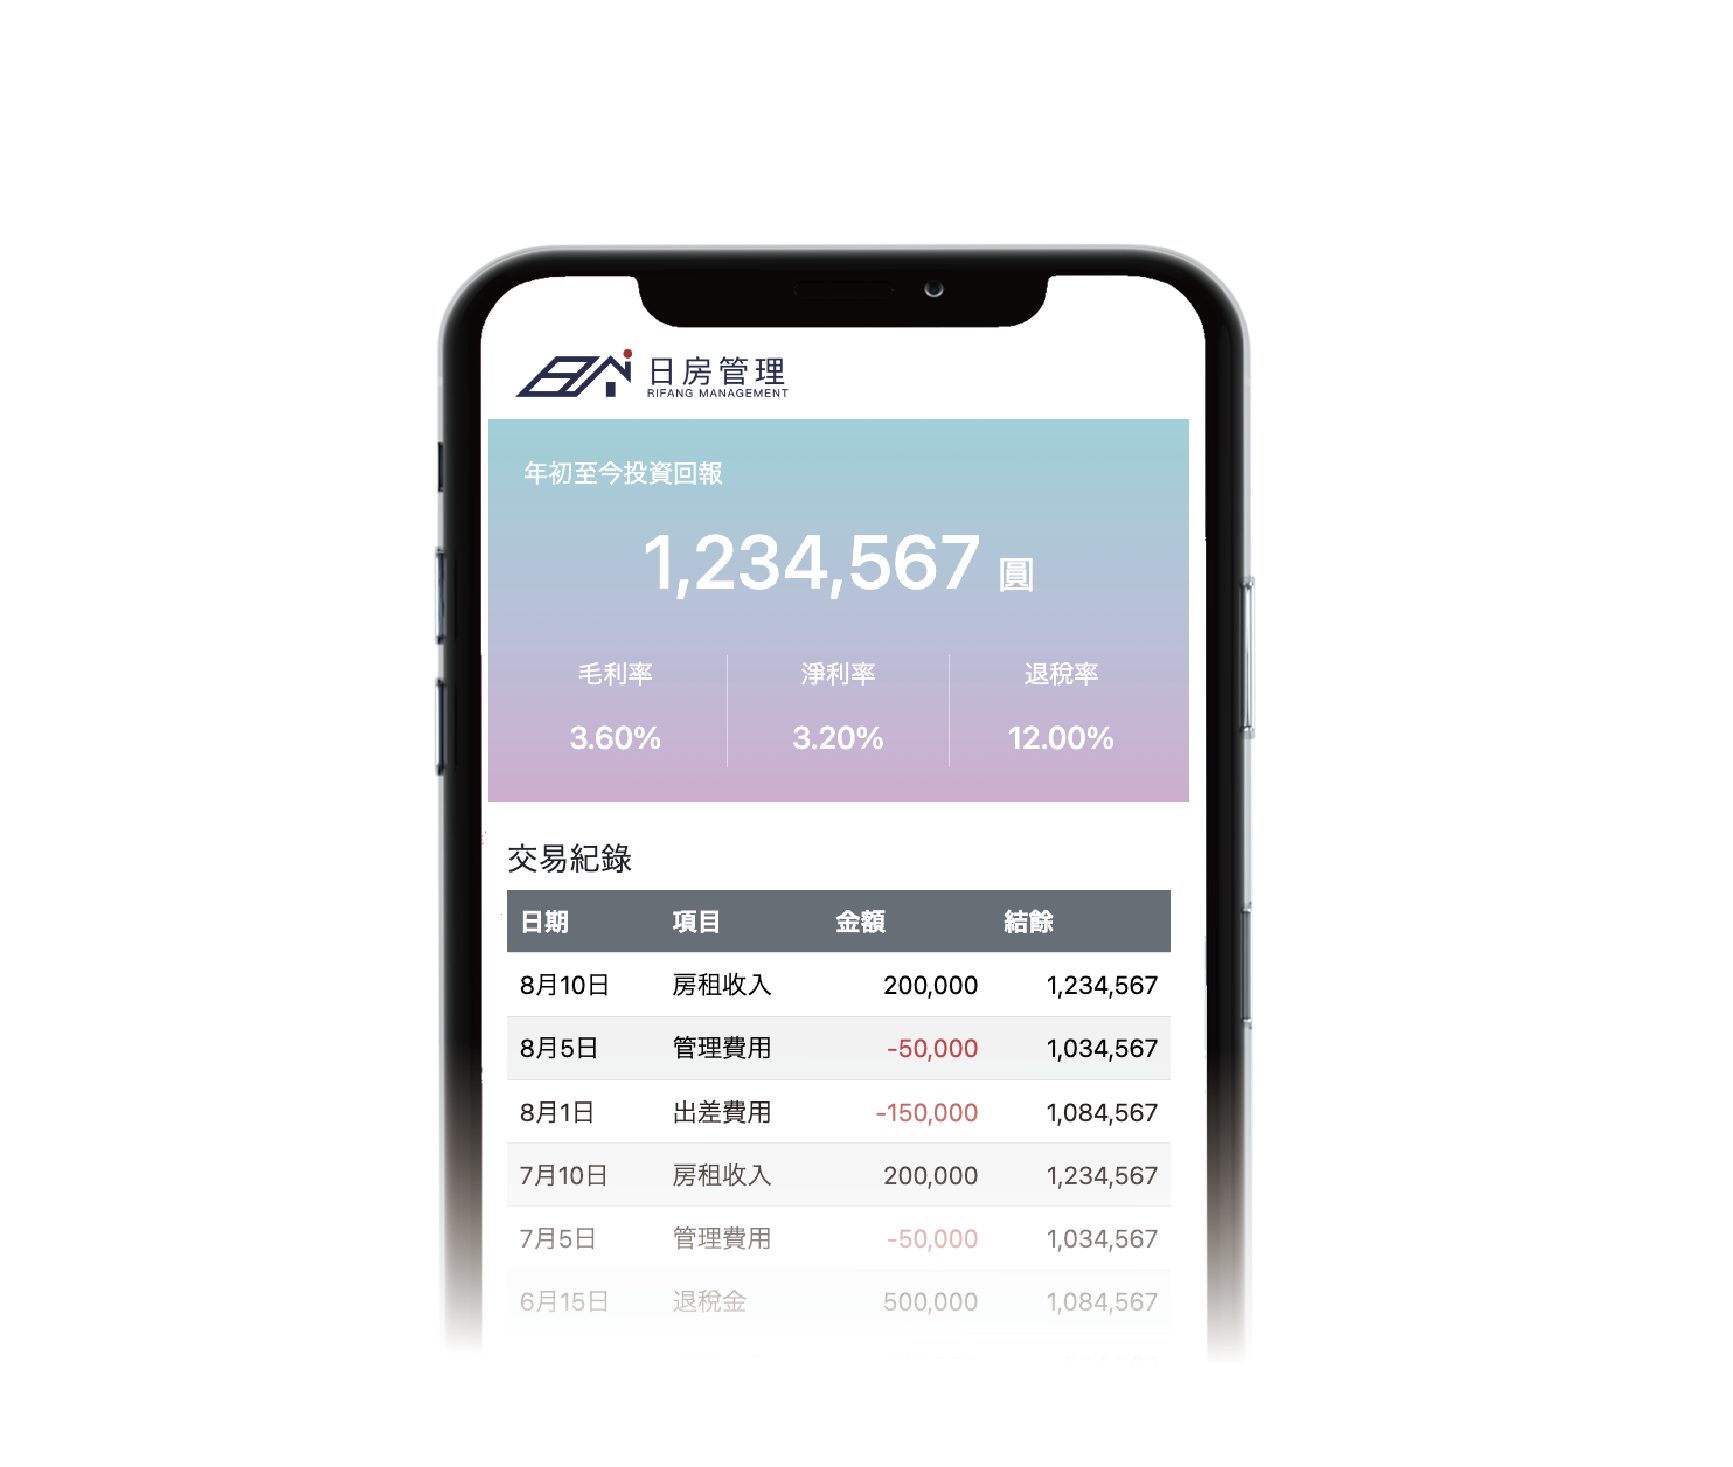 日房管理
RIFANG MANAGEMENT
年初至今投資回報
1,234,567 圓
毛利率 淨利率 退稅率
3.60% 3.20% 12.00%
交易紀錄
日期 項目 金額 結餘
8月10日 房租收入 200,000 1,234,567
8月5日 管理費用 -50,000 1,034,567
8月1日 出差費用 -150,000 1,084,567
7月10日 房租收入 200,000 1,234,567
7月5日 管理費用 -50,000 1,034,567
6月15日 退稅金 500,000 1,084,567